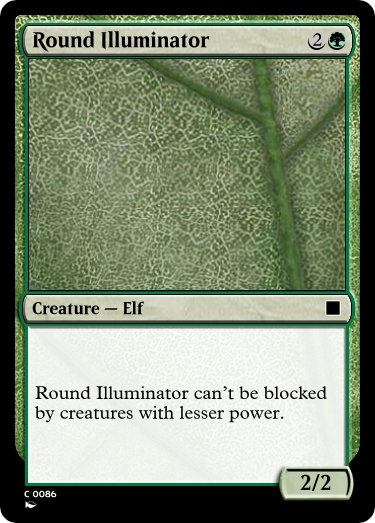 Round Illuminator 2
Creature — Elf
Round Illuminator can't be blocked
by creatures with lesser power.
2/2
C 0086